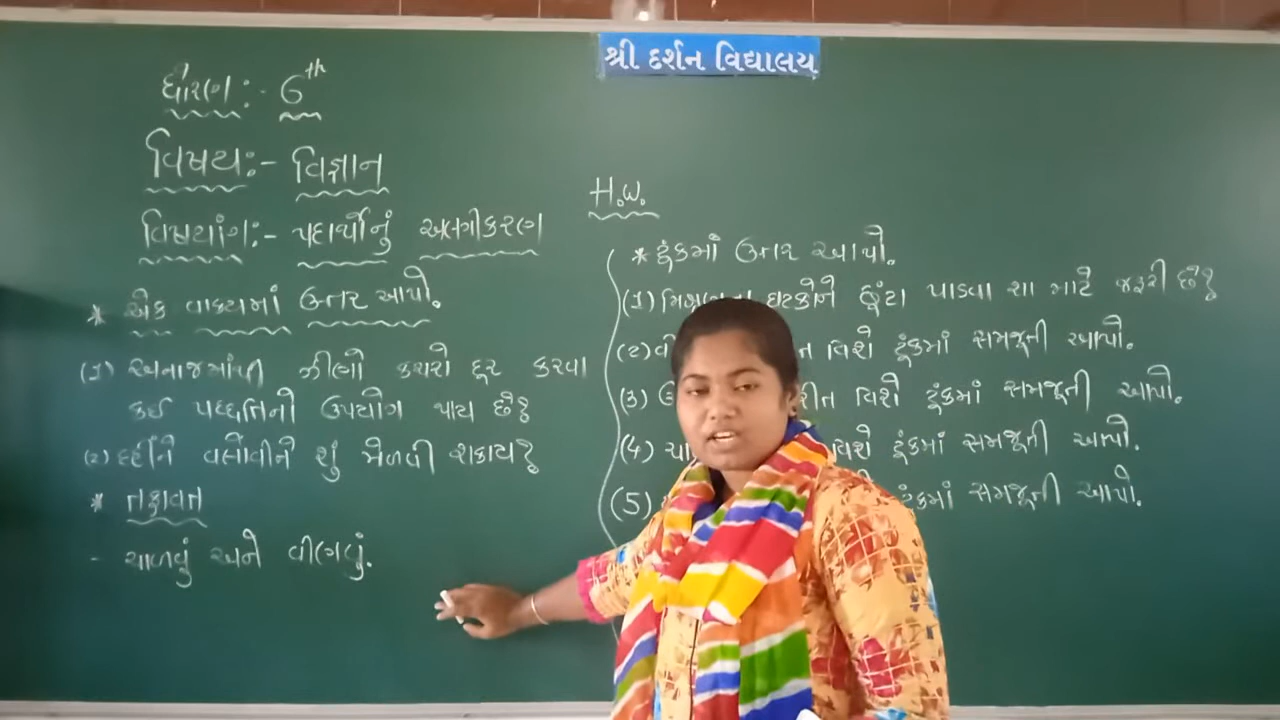 શ્રી દર્શન વિદ્યાલય
ધોરણ :- 6th
વિષય:- વિજ્ઞાન
વિષયાંગ:- પદાર્થોનું અલગીકરણ
* એક વાક્યમાં ઉત્તર આપો.
(1) અનાજમાંથી ઝીણો કચરો દૂર કરવા
કઈ પદ્ધતિનો ઉપયોગ થાય છે?
(2) દહીંને વલોવીને શું મેળવી શકાય?
* તફાવત
- ચાળવું અને વીણવું.
H.W.
* ટૂંકમાં ઉત્તર આપો.
(1) ઘટકોને છૂટા પાડવા શા માટે જરૂરી છે?
(2) વિશે ટૂંકમાં સમજૂતી આપો.
(3) વિશે ટૂંકમાં સમજૂતી આપો.
(4) વિશે ટૂંકમાં સમજૂતી આપો.
(5) ટૂંકમાં સમજૂતી આપો.